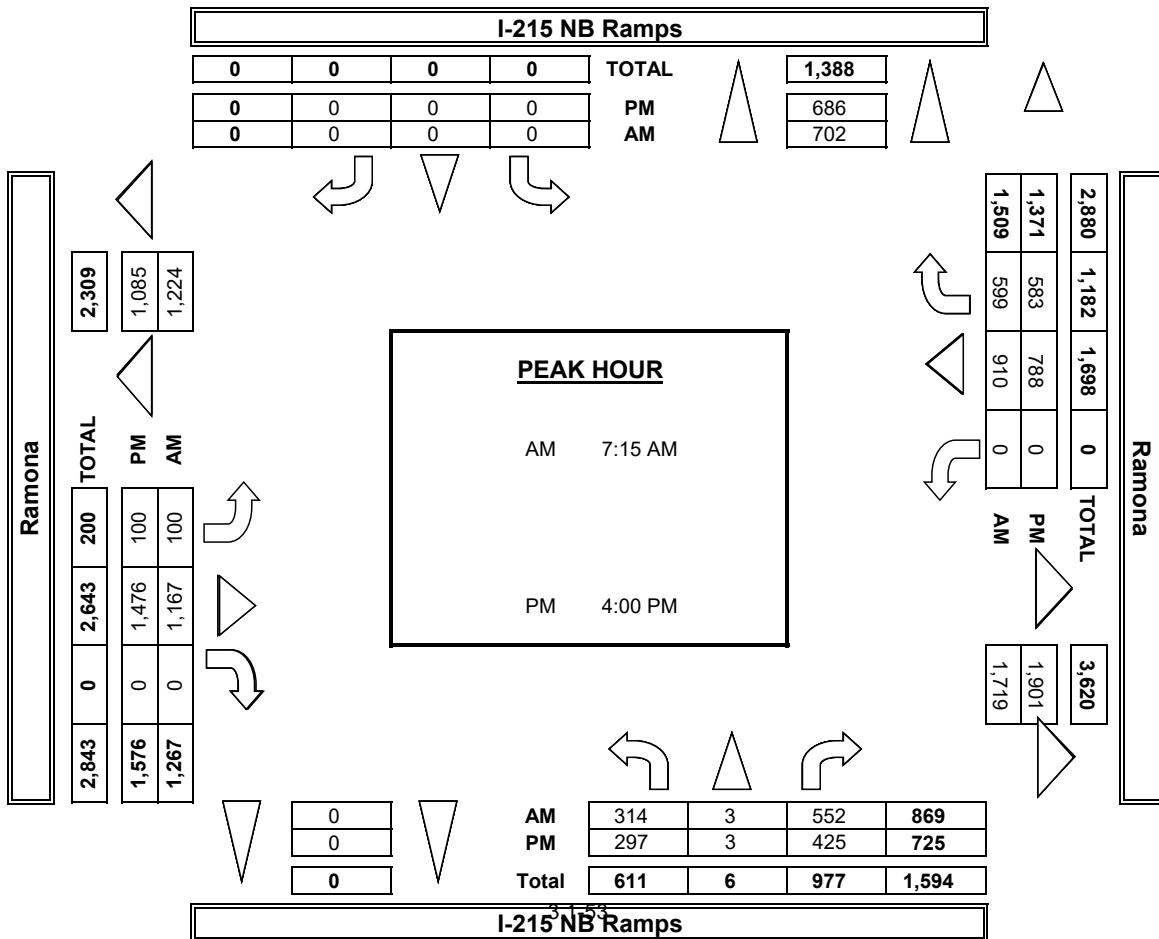 I-215 NB Ramps
0 0 0 0 TOTAL 1,388
0 0 0 0 PM 686
0 0 0 0 AM 702
Ramona
2,309
1,085
1,224
TOTAL 200 2,643 0 2,843
PM 100 1,476 0 1,576
AM 100 1,167 0 1,267
PEAK HOUR
AM 7:15 AM
PM 4:00 PM
2,880 1,182 1,698 0 TOTAL
1,371 583 788 0 PM
1,509 599 910 0 AM
3,620
1,901
1,719
Ramona
0 AM 314 3 552 869
0 PM 297 3 425 725
0 Total 611 6 977 1,594
3-1-53
I-215 NB Ramps